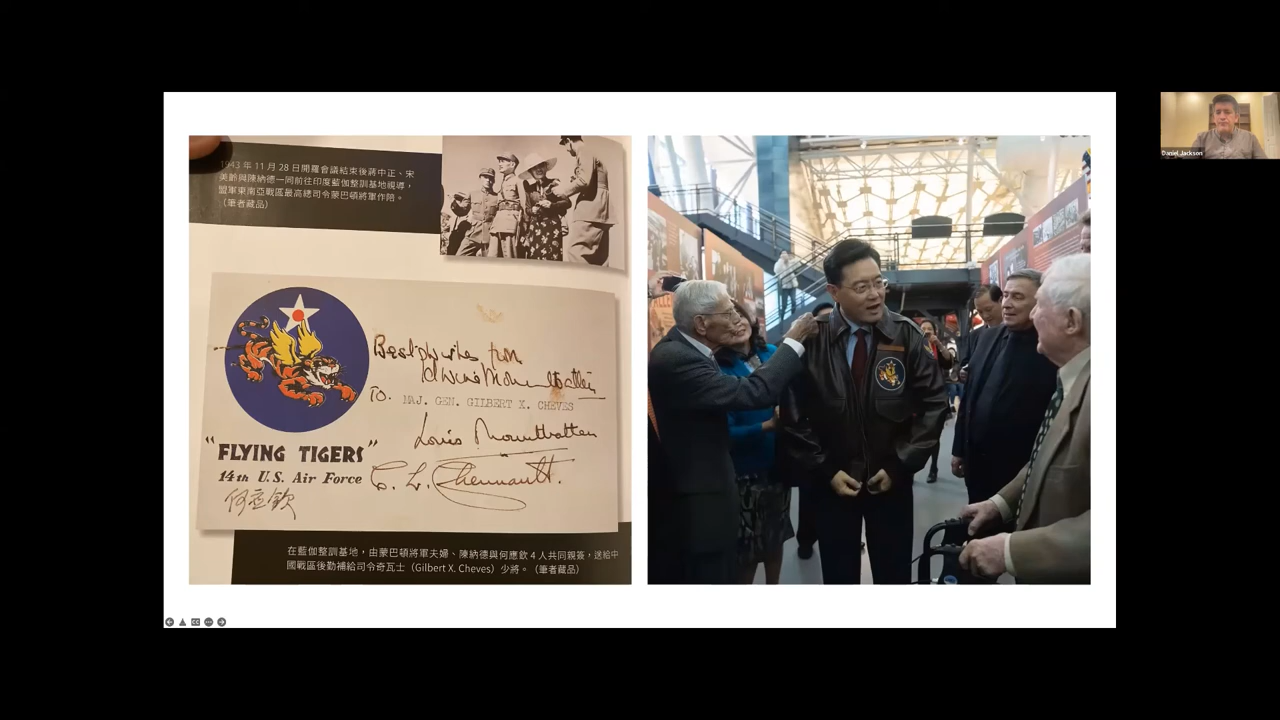 1943 年 11 月 28 日開羅會議結束後蔣中正、宋
美齡與陳納德一同前往印度藍伽整訓基地視導，
盟軍東南亞戰區最高總司令蒙巴頓將軍作陪。
（筆者藏品）
Best wishes from
Edwina Mountbatten
TO. MAJ. GEN. GILBERT X. CHEVES
Louis Mountbatten
"FLYING TIGERS"
14th U.S. Air Force
C. L. Chennault.
何應欽
在藍伽整訓基地，由蒙巴頓將軍夫婦、陳納德與何應欽 4 人共同親簽，送給中
國戰區後勤補給司令奇瓦士（Gilbert X. Cheves）少將。（筆者藏品）
Daniel Jackson